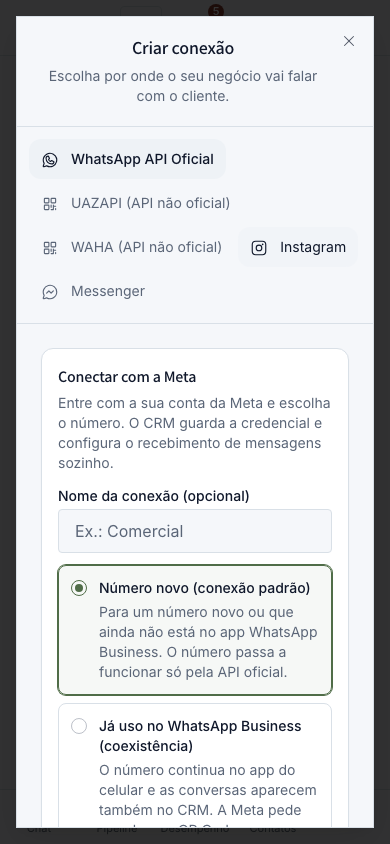 5
Criar conexão
Escolha por onde o seu negócio vai falar
com o cliente.
WhatsApp API Oficial
UAZAPI (API não oficial)
WAHA (API não oficial)
Instagram
Messenger
Conectar com a Meta
Entre com a sua conta da Meta e escolha
o número. O CRM guarda a credencial e
configura o recebimento de mensagens
sozinho.
Nome da conexão (opcional)
Ex.: Comercial
Número novo (conexão padrão)
Para um número novo ou que
ainda não está no app WhatsApp
Business. O número passa a
funcionar só pela API oficial.
Já uso no WhatsApp Business
(coexistência)
O número continua no app do
celular e as conversas aparecem
também no CRM. A Meta pede